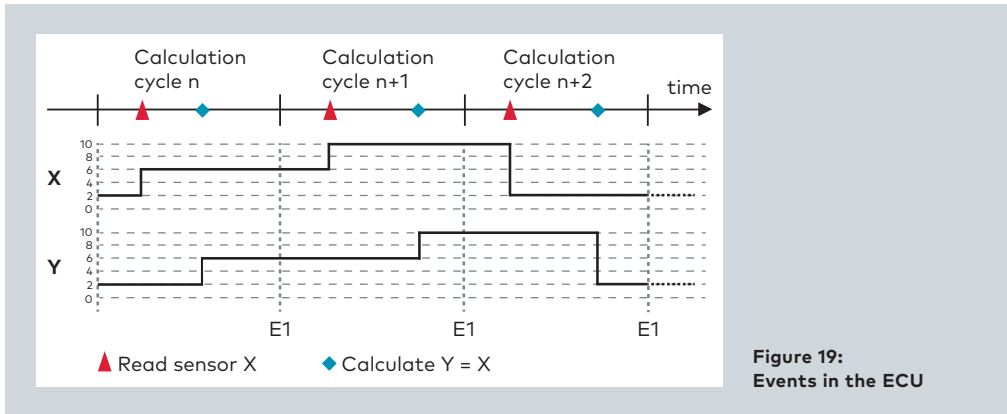 Calculation cycle n
Calculation cycle n+1
Calculation cycle n+2
time
X
10
8
6
4
2
0
Y
10
8
6
4
2
0
E1
E1
E1
Read sensor X
Calculate Y = X
Figure 19:
Events in the ECU